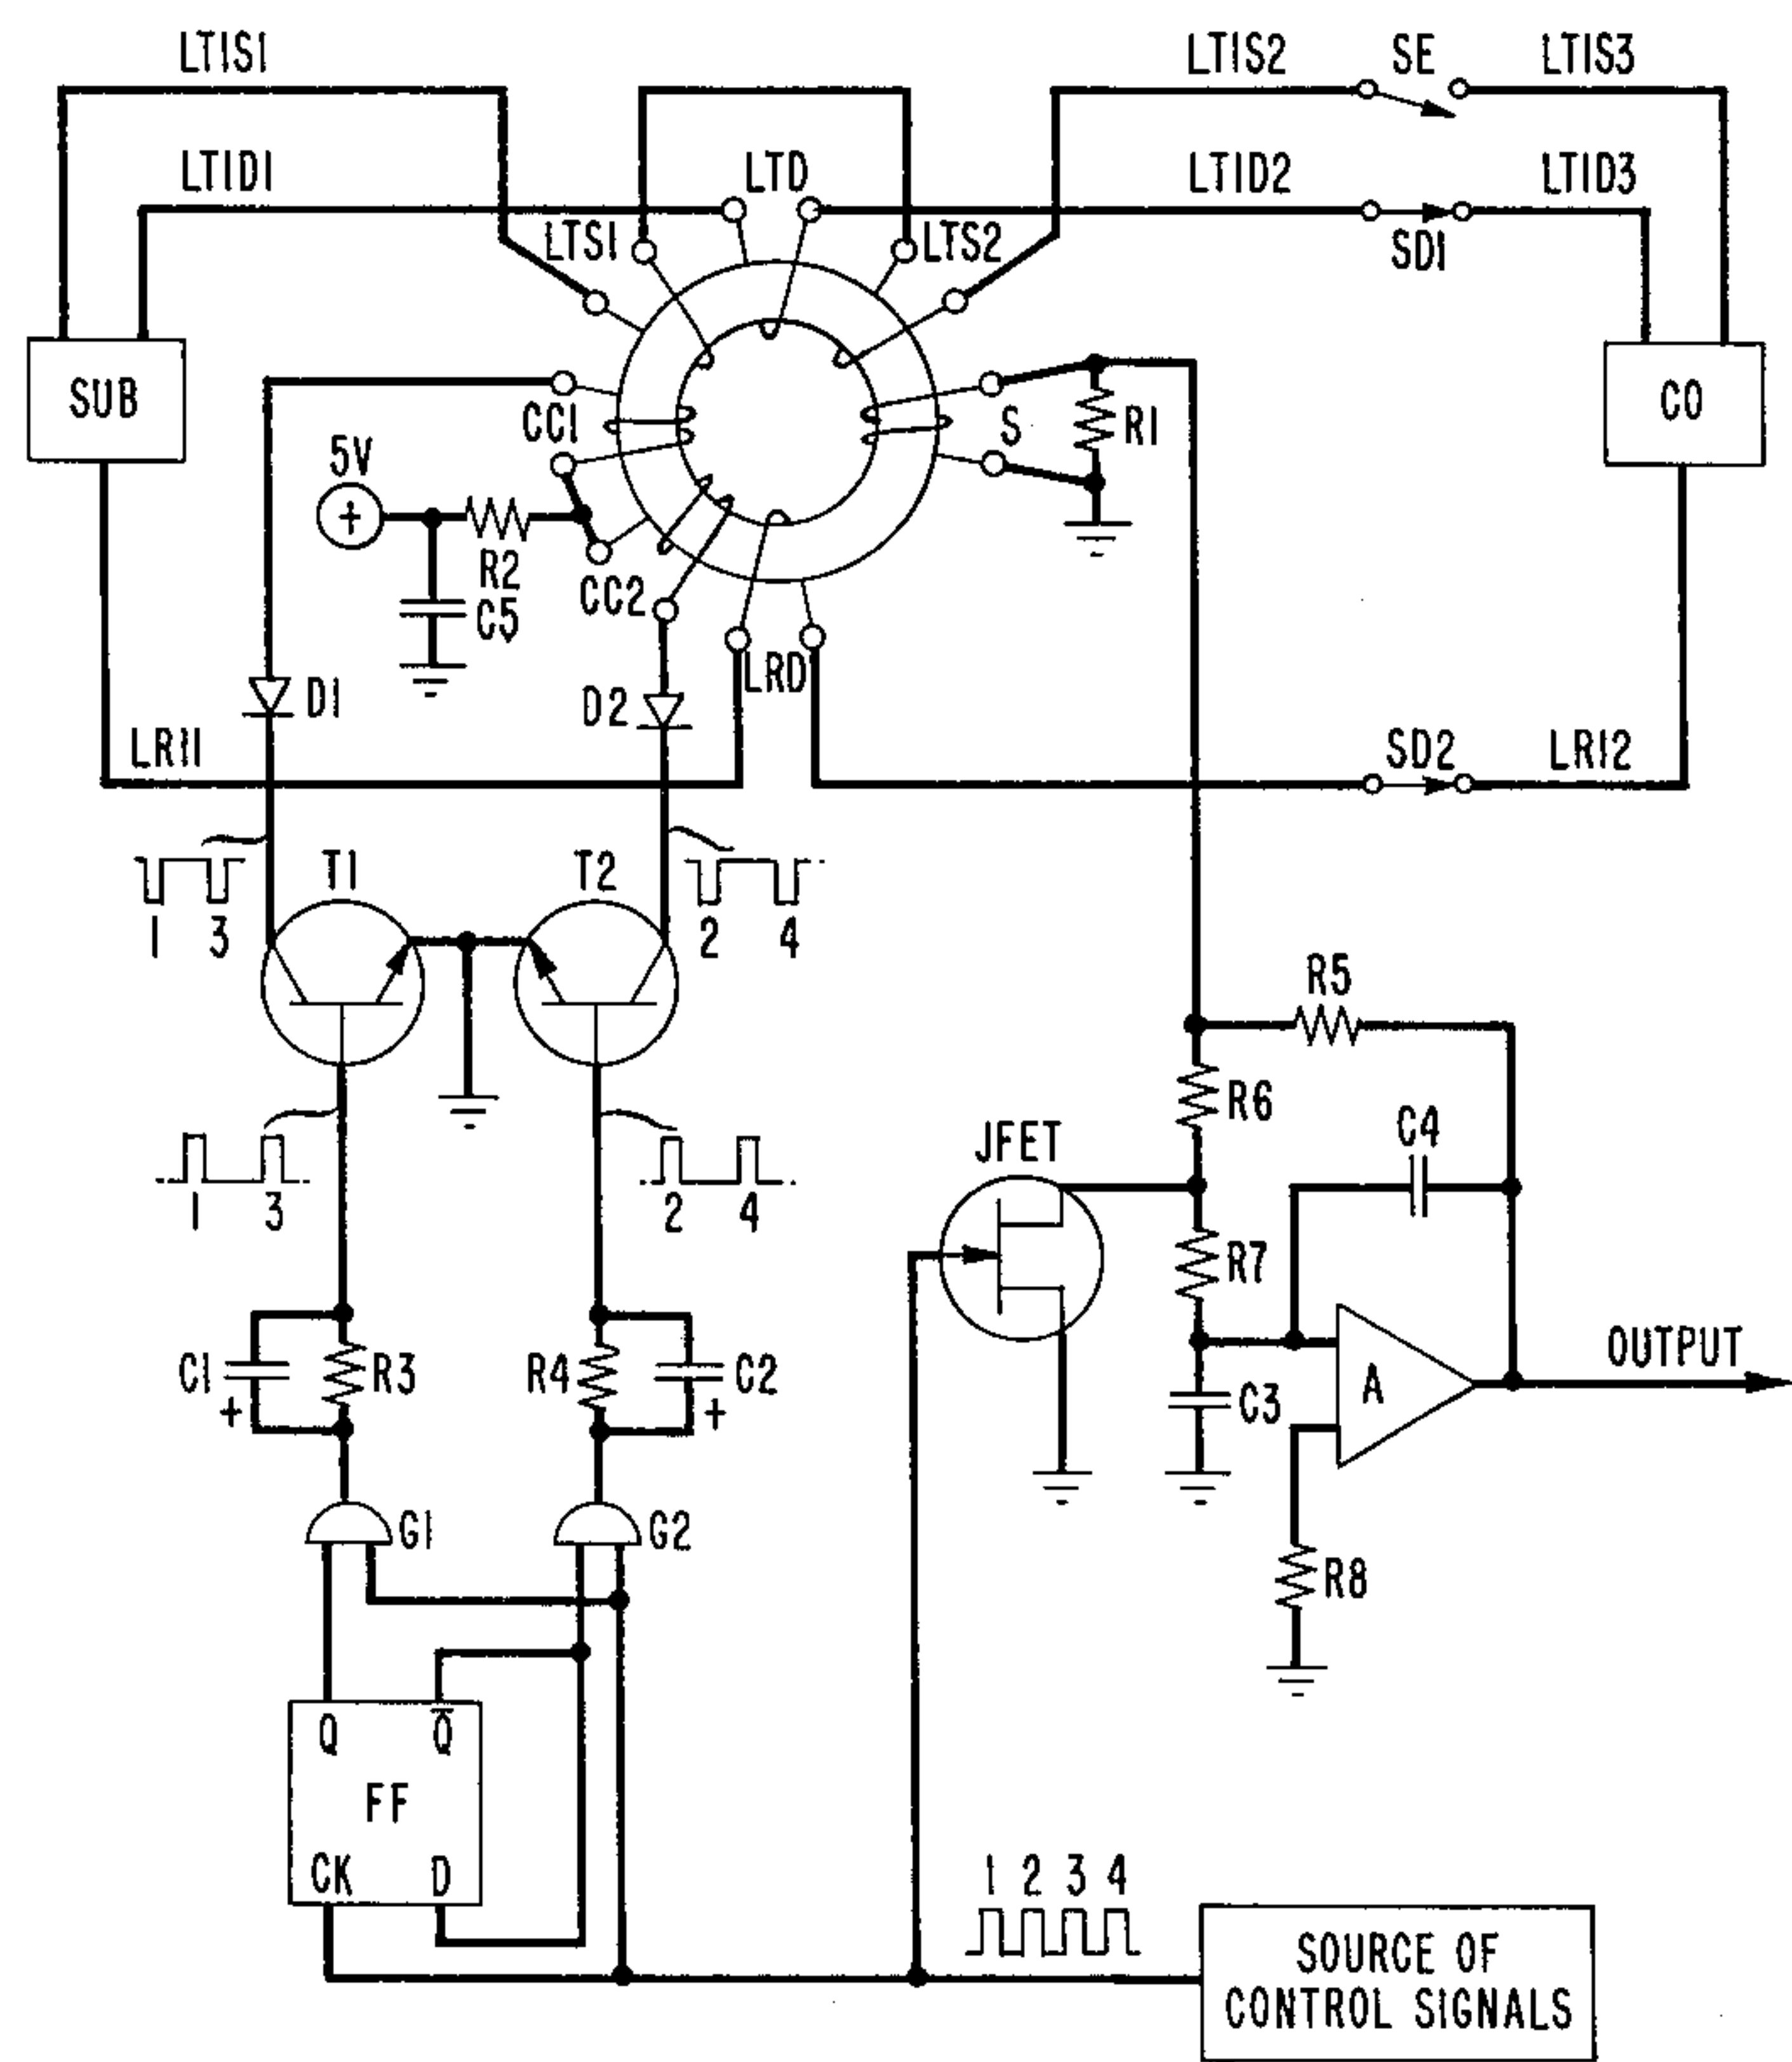 LTIS1
LTIS2
SE
LTIS3
LTID1
LTD
LTID2
LTID3
LTS1
LTS2
SD1
SUB
CC1
S
R1
CO
5V
+
R2
CC2
C5
LRD
D1
D2
LRI1
SD2
LRI2
T1
T2
1 3
2 4
R5
R6
C4
JFET
1 3
2 4
R7
OUTPUT
C1
R3
R4
C2
+
+
C3
A
G1
G2
R8
Q
Q̅
FF
CK
D
1 2 3 4
SOURCE OF
CONTROL SIGNALS